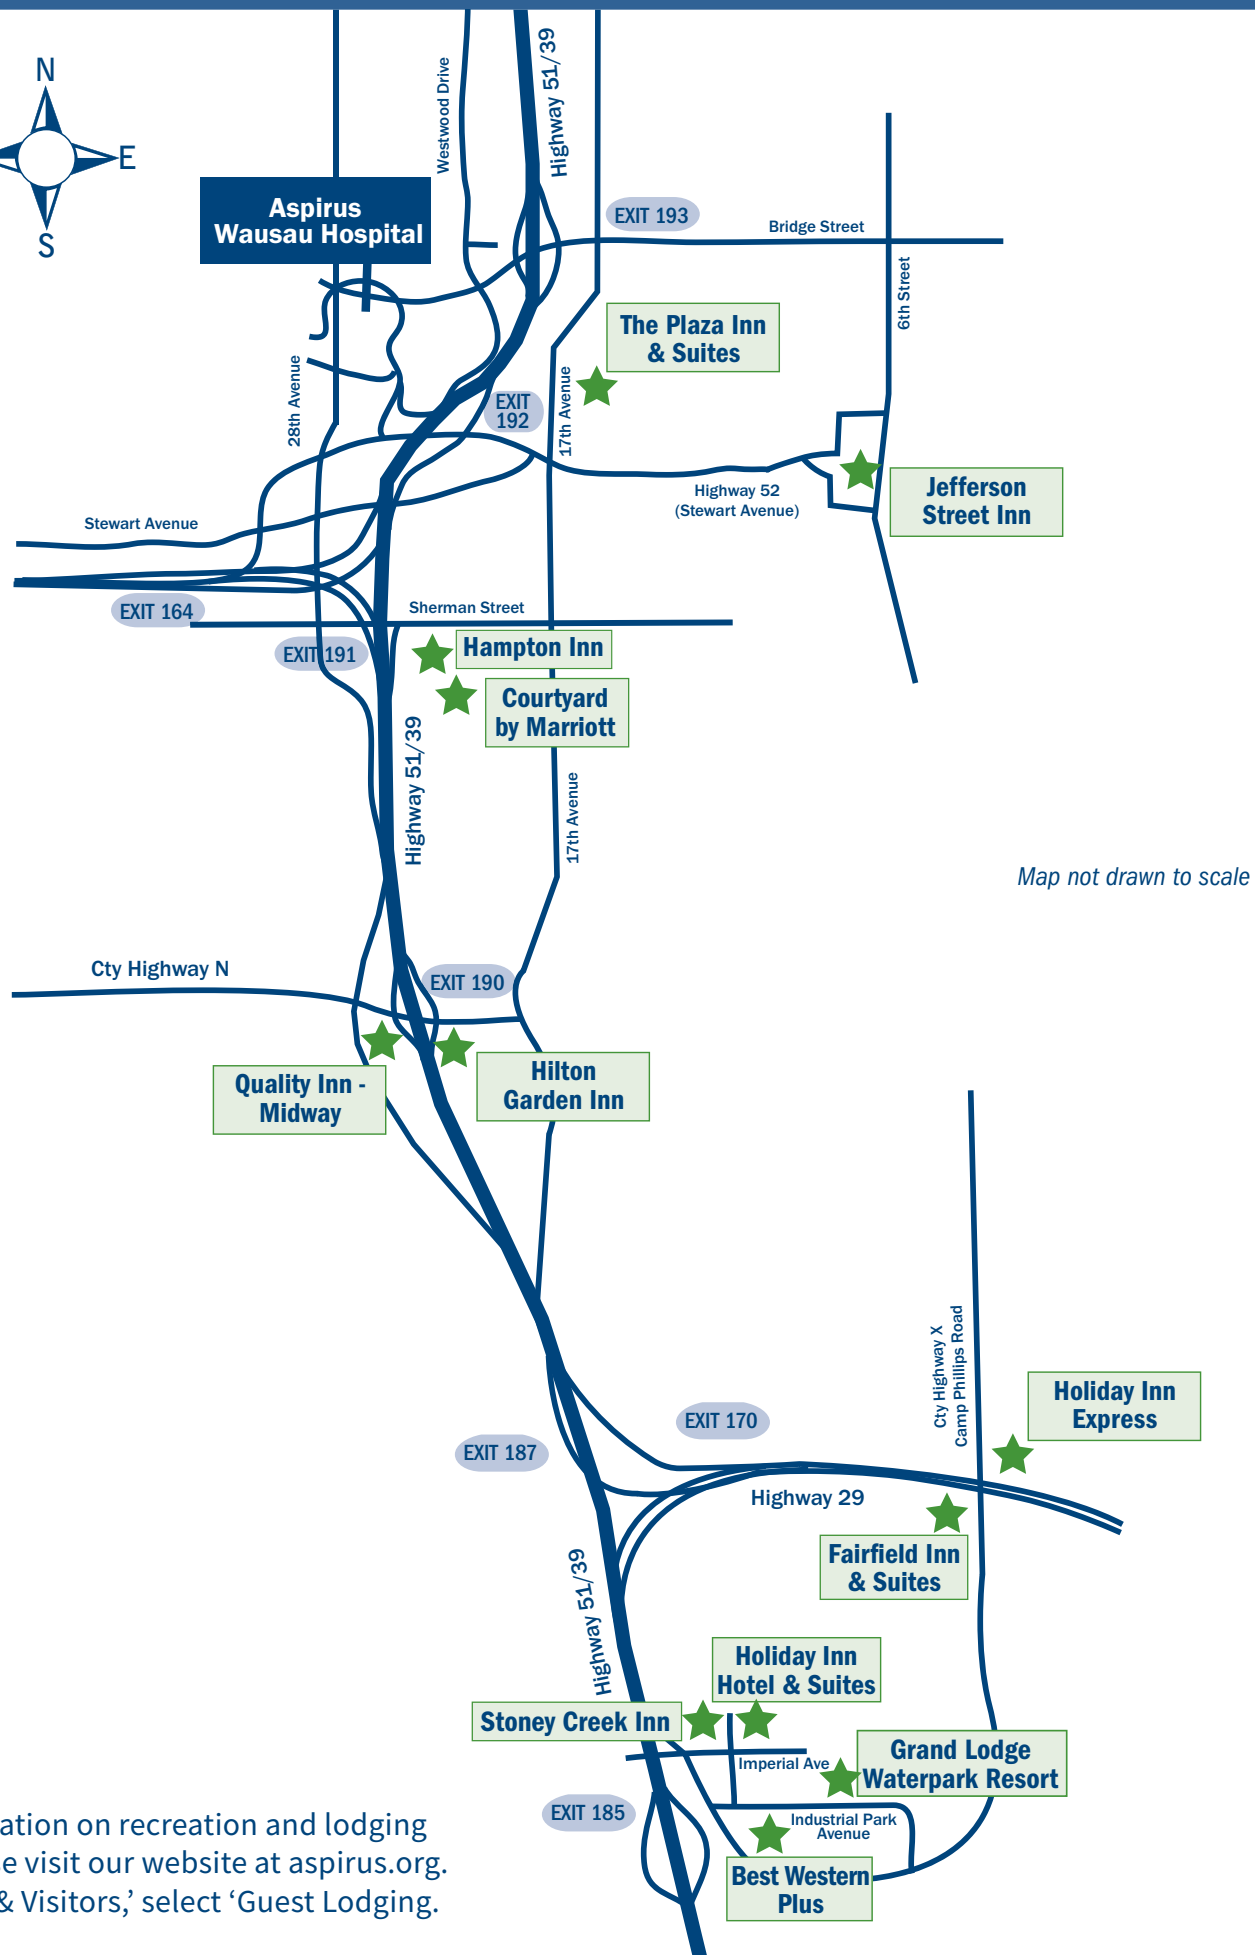 N
E
S
Westwood Drive
Highway 51/39
Aspirus
Wausau Hospital
EXIT 193
Bridge Street
6th Street
The Plaza Inn
& Suites
28th Avenue
EXIT
192
17th Avenue
Highway 52
(Stewart Avenue)
Jefferson
Street Inn
Stewart Avenue
EXIT 164
Sherman Street
EXIT 191
Hampton Inn
Courtyard
by Marriott
Highway 51/39
17th Avenue
Map not drawn to scale
Cty Highway N
EXIT 190
Quality Inn -
Midway
Hilton
Garden Inn
Cty Highway X
Camp Phillips Road
Holiday Inn
Express
EXIT 170
EXIT 187
Highway 29
Fairfield Inn
& Suites
Highway 51/39
Holiday Inn
Hotel & Suites
Stoney Creek Inn
Imperial Ave
Grand Lodge
Waterpark Resort
EXIT 185
Industrial Park
Avenue
Best Western
Plus
ation on recreation and lodging
e visit our website at aspirus.org.
& Visitors,’ select ‘Guest Lodging.